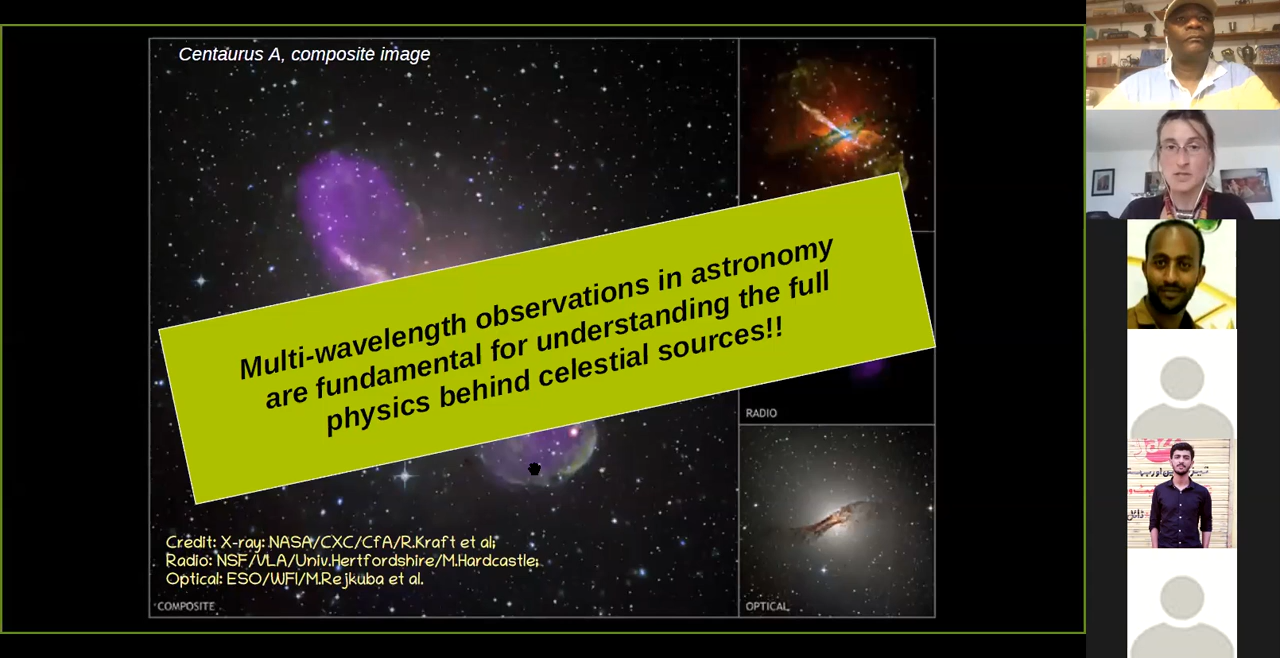 Centaurus A, composite image
Multi-wavelength observations in astronomy
are fundamental for understanding the full
physics behind celestial sources!!
RADIO
Credit: X-ray: NASA/CXC/CfA/R.Kraft et al;
Radio: NSF/VLA/Univ.Hertfordshire/M.Hardcastle;
Optical: ESO/WFI/M.Rejkuba et al.
COMPOSITE
OPTICAL